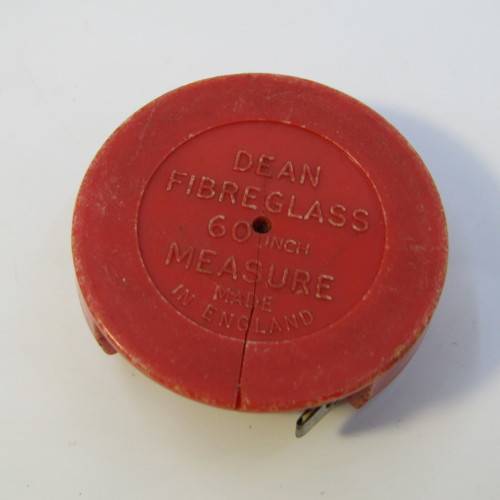 DEAN
FIBREGLASS
60 INCH
MEASURE
MADE
IN ENGLAND